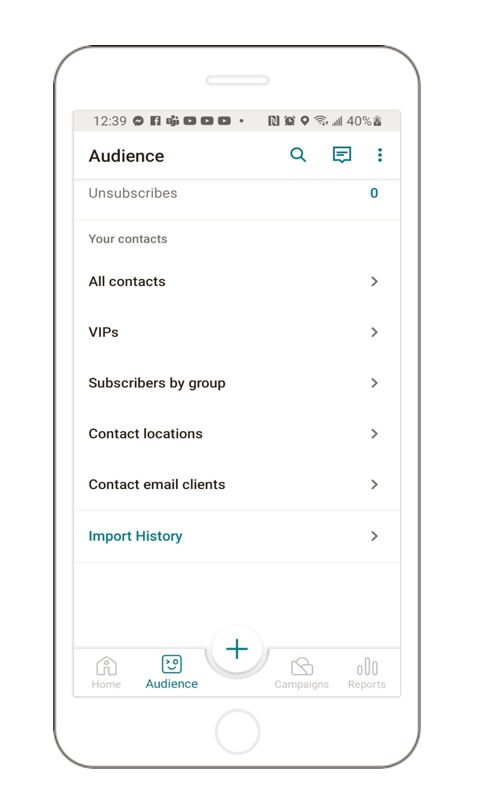 12:39 40%
Audience
Unsubscribes 0
Your contacts
All contacts
VIPs
Subscribers by group
Contact locations
Contact email clients
Import History
Home Audience Campaigns Reports